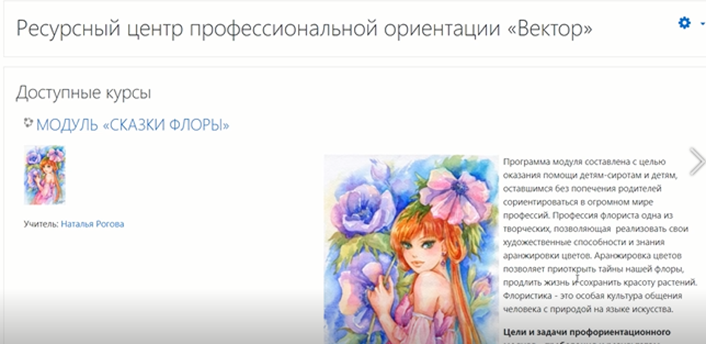 Ресурсный центр профессиональной ориентации «Вектор»
Доступные курсы
МОДУЛЬ «СКАЗКИ ФЛОРЫ»
Учитель: Наталья Рогова
Программа модуля составлена с целью
оказания помощи детям-сиротам и детям,
оставшимся без попечения родителей
сориентироваться в огромном мире
профессий. Профессия флориста одна из
творческих, позволяющая реализовать свои
художественные способности и знания
аранжировки цветов. Аранжировка цветов
позволяет приоткрыть тайны нашей флоры,
продлить жизнь и сохранить красоту растений.
Флористика - это особая культура общения
человека с природой на языке искусства.
Цели и задачи профориентационного